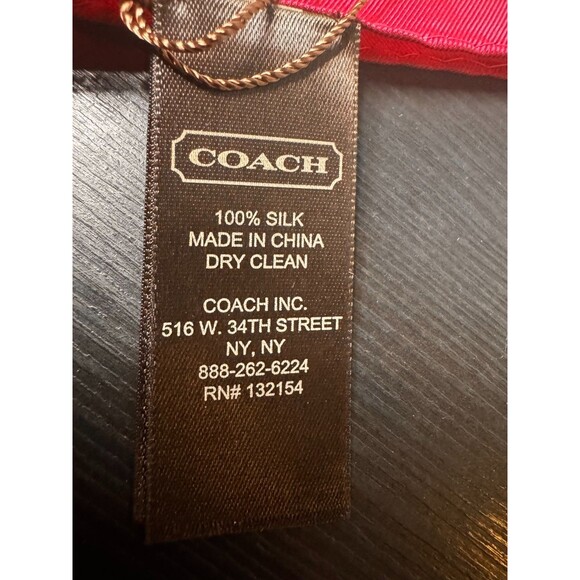 COACH
100% SILK
MADE IN CHINA
DRY CLEAN
COACH INC.
516 W. 34TH STREET
NY, NY
888-262-6224
RN# 132154